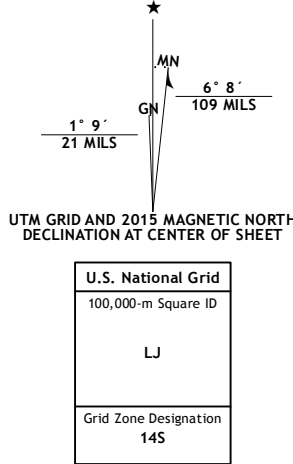 MN
GN
6° 8´
109 MILS
1° 9´
21 MILS
UTM GRID AND 2015 MAGNETIC NORTH
DECLINATION AT CENTER OF SHEET
U.S. National Grid
100,000-m Square ID
LJ
Grid Zone Designation
14S